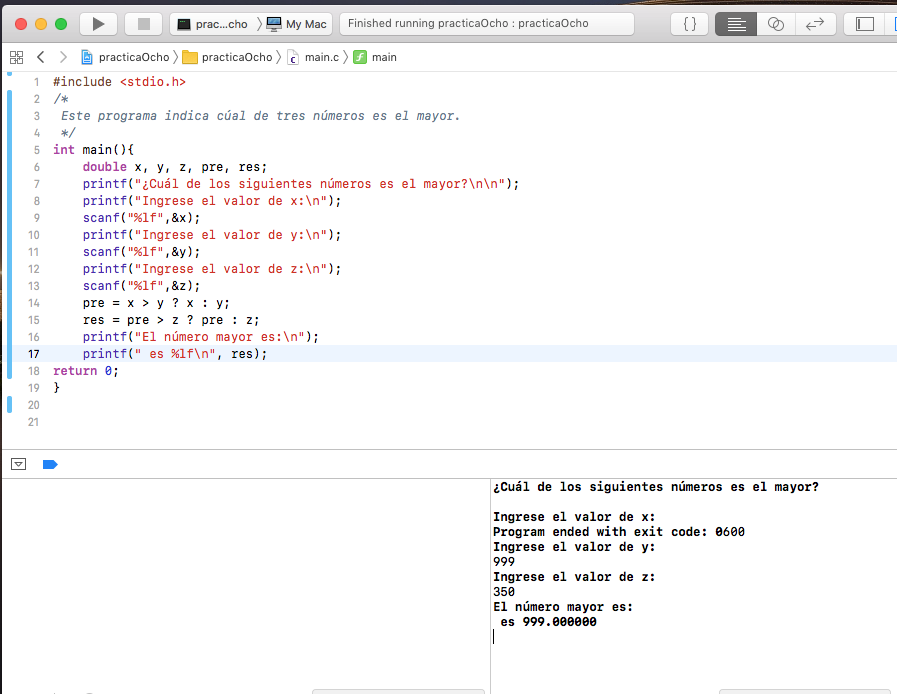 prac...cho > My Mac
Finished running practicaOcho : practicaOcho
{ }
practicaOcho > practicaOcho > main.c > f main
1 #include <stdio.h>
2 /*
3 Este programa indica cúal de tres números es el mayor.
4 */
5 int main(){
6 double x, y, z, pre, res;
7 printf("¿Cuál de los siguientes números es el mayor?\n\n");
8 printf("Ingrese el valor de x:\n");
9 scanf("%lf",&x);
10 printf("Ingrese el valor de y:\n");
11 scanf("%lf",&y);
12 printf("Ingrese el valor de z:\n");
13 scanf("%lf",&z);
14 pre = x > y ? x : y;
15 res = pre > z ? pre : z;
16 printf("El número mayor es:\n");
17 printf(" es %lf\n", res);
18 return 0;
19 }
20
21
¿Cuál de los siguientes números es el mayor?
Ingrese el valor de x:
Program ended with exit code: 0600
Ingrese el valor de y:
999
Ingrese el valor de z:
350
El número mayor es:
es 999.000000